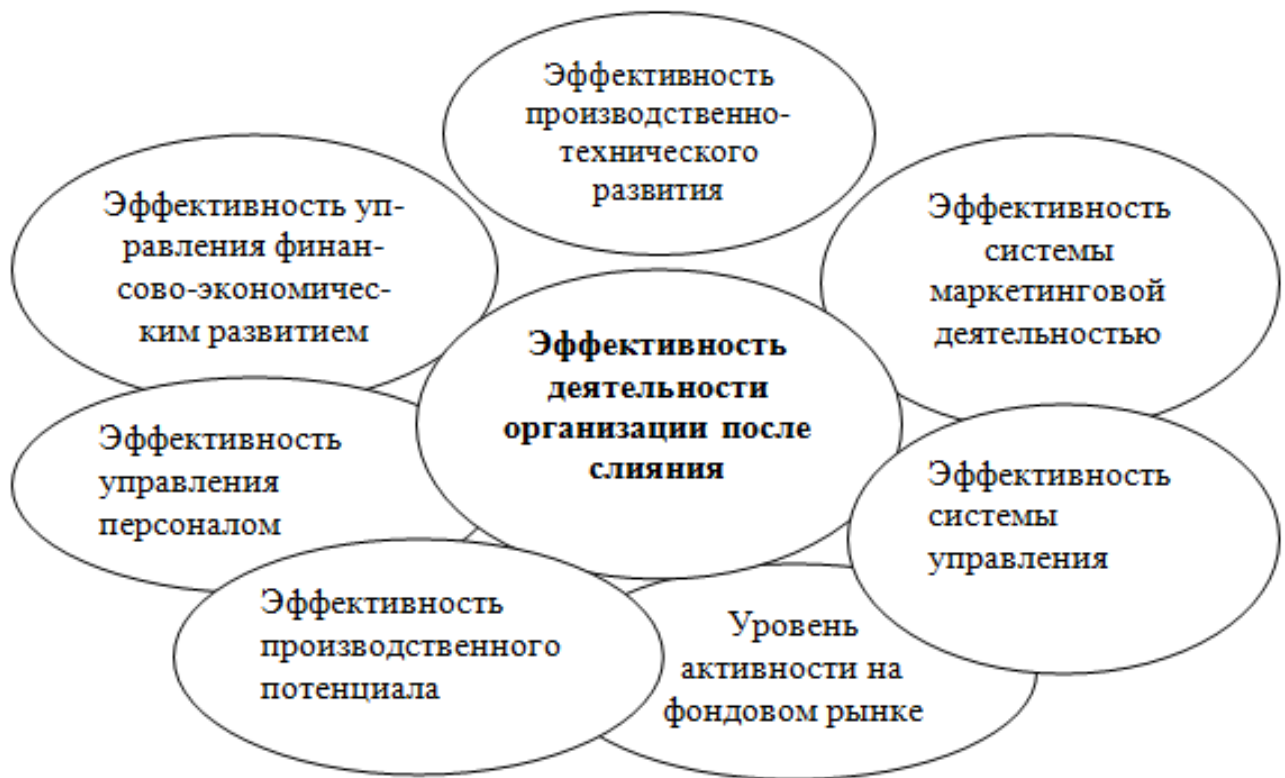 Эффективность
производственно-
технического
развития
Эффективность уп-
равления финан-
сово-экономичес-
ким развитием
Эффективность
системы
маркетинговой
деятельностью
Эффективность
деятельности
организации после
слияния
Эффективность
управления
персоналом
Эффективность
системы
управления
Эффективность
производственного
потенциала
Уровень
активности на
фондовом рынке